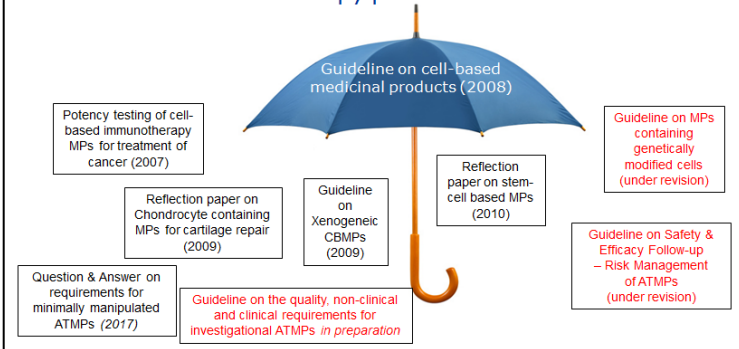 Guideline on cell-based
medicinal products (2008)
Potency testing of cell-
based immunotherapy
MPs for treatment of
cancer (2007)
Guideline on MPs
containing
genetically
modified cells
(under revision)
Reflection
paper on stem-
cell based MPs
(2010)
Guideline
on
Xenogeneic
CBMPs
(2009)
Reflection paper on
Chondrocyte containing
MPs for cartilage repair
(2009)
Guideline on Safety &
Efficacy Follow-up
– Risk Management
of ATMPs
(under revision)
Question & Answer on
requirements for
minimally manipulated
ATMPs (2017)
Guideline on the quality, non-clinical
and clinical requirements for
investigational ATMPs in preparation